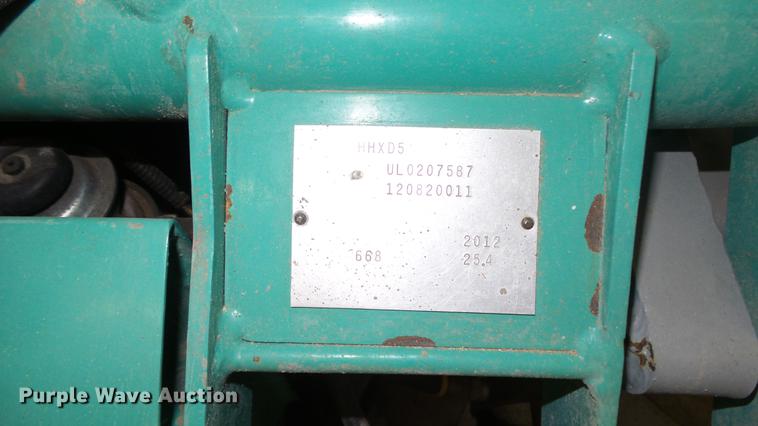 HHXD5
UL0207587
120820011
2012
668 25.4
Purple Wave Auction